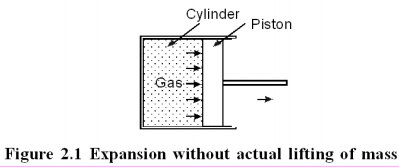 Cylinder
Piston
Gas
Figure 2.1 Expansion without actual lifting of mass